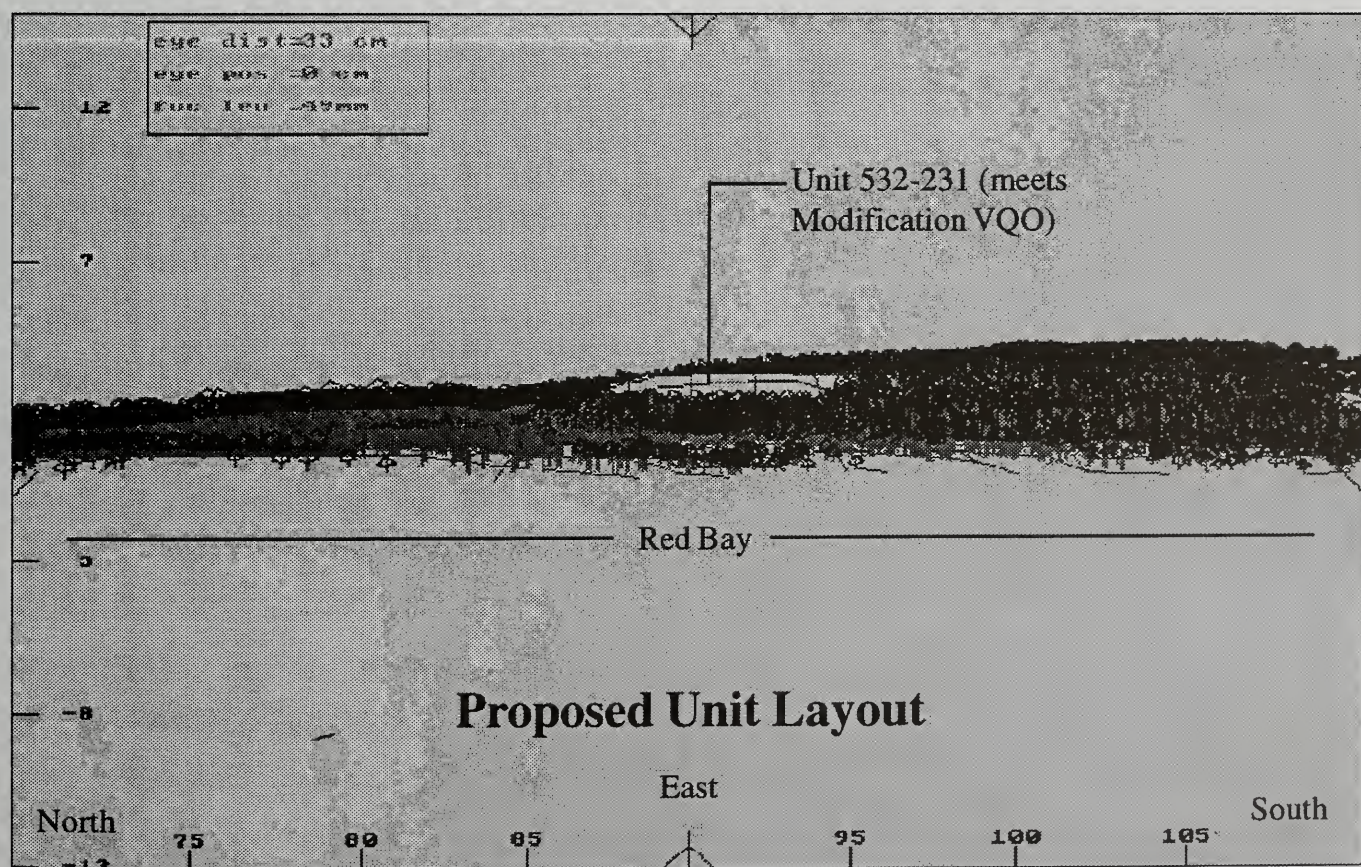 eye dist=33 cm
eye pos =0 cm
12
Unit 532-231 (meets
Modification VQO)
7
Red Bay
-8
Proposed Unit Layout
East
North
South
75
80
85
95
100
105